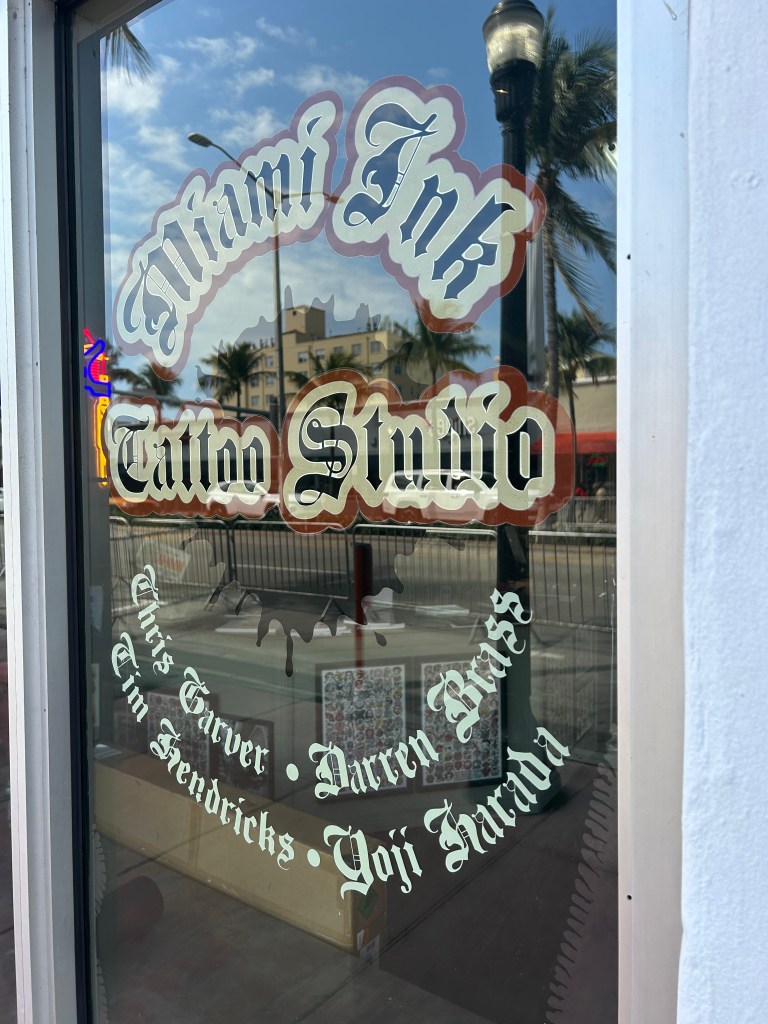 Miami Ink
Tattoo Studio
Chris Garver • Darren Brass
Tim Hendricks • Yoji Harada